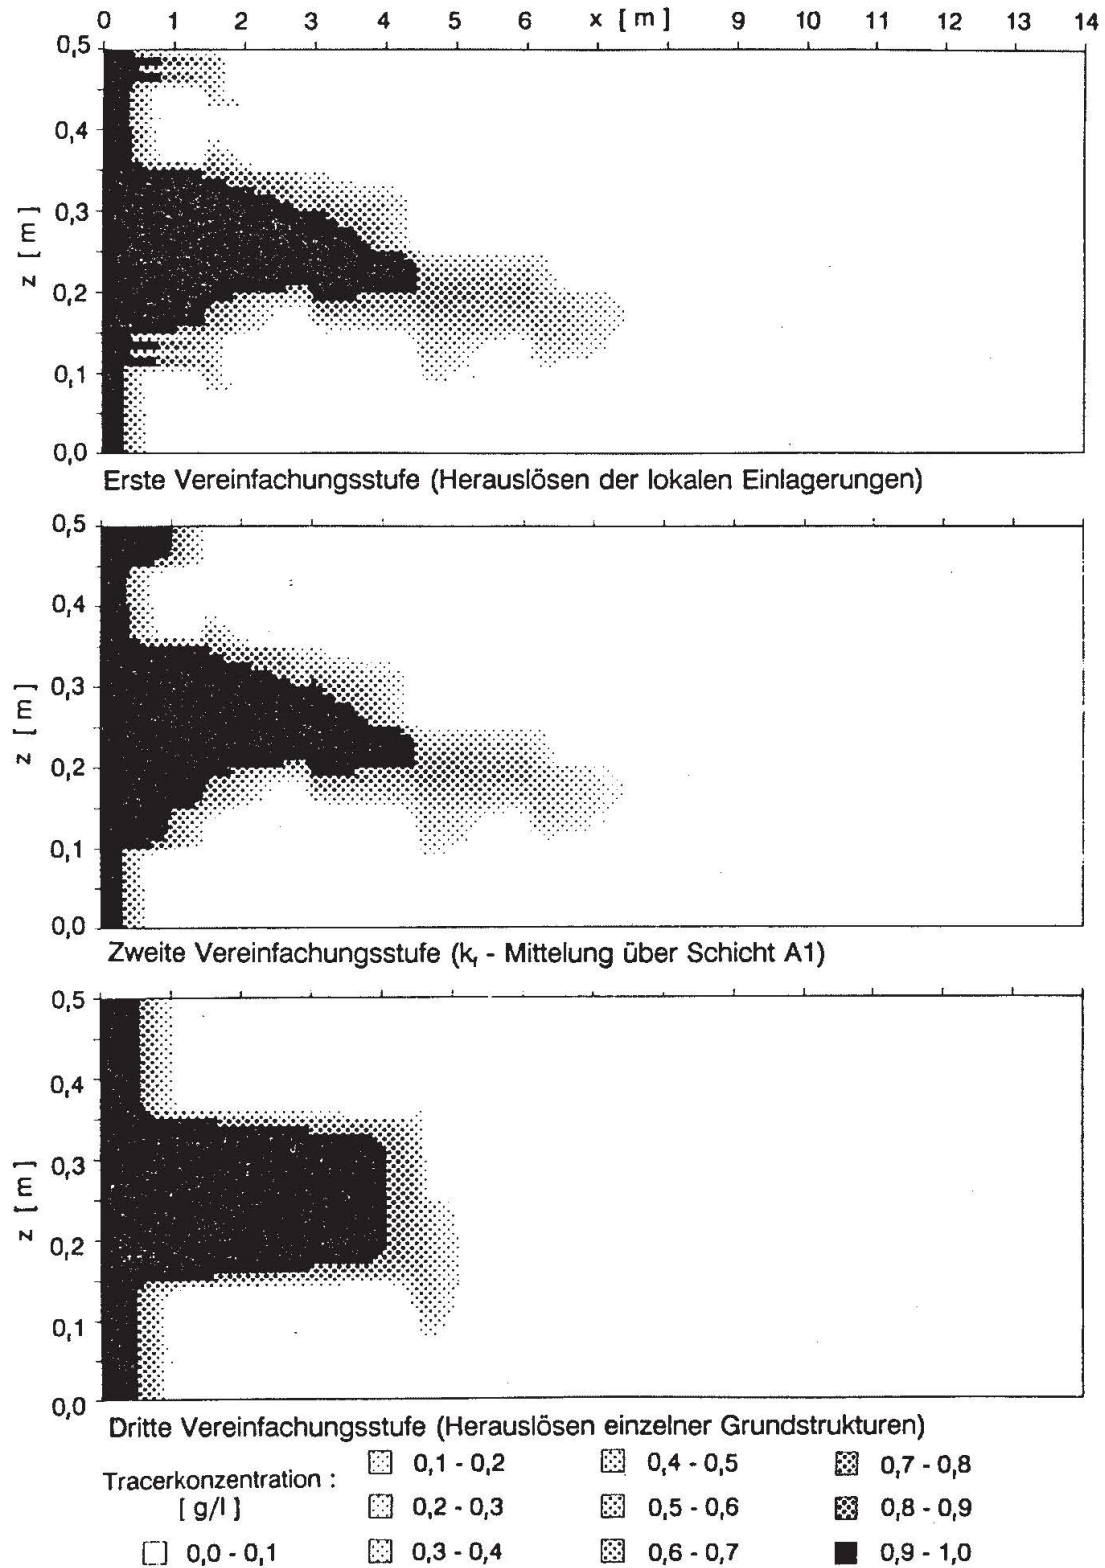 0 1 2 3 4 5 6 x [ m ] 9 10 11 12 13 14
0,5
0,4
0,3
0,2
0,1
0,0
z [ m ]
Erste Vereinfachungsstufe (Herauslösen der lokalen Einlagerungen)
0,5
0,4
0,3
0,2
0,1
0,0
z [ m ]
Zweite Vereinfachungsstufe (kf - Mittelung über Schicht A1)
0,5
0,4
0,3
0,2
0,1
0,0
z [ m ]
Dritte Vereinfachungsstufe (Herauslösen einzelner Grundstrukturen)
Tracerkonzentration :
[ g/l ]
0,0 - 0,1
0,1 - 0,2
0,2 - 0,3
0,3 - 0,4
0,4 - 0,5
0,5 - 0,6
0,6 - 0,7
0,7 - 0,8
0,8 - 0,9
0,9 - 1,0